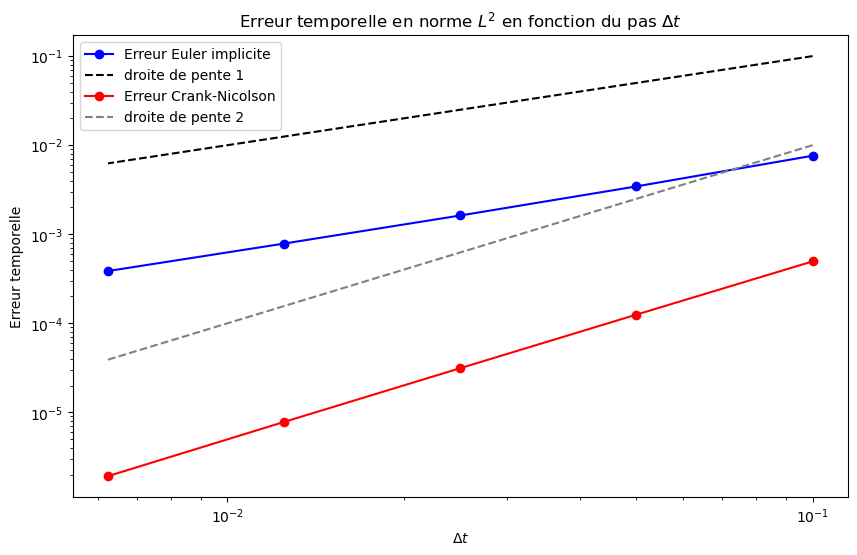 Erreur temporelle en norme $L^2$ en fonction du pas $\Delta t$
Erreur Euler implicite
droite de pente 1
Erreur Crank-Nicolson
droite de pente 2
Erreur temporelle
$10^{-1}$
$10^{-2}$
$10^{-3}$
$10^{-4}$
$10^{-5}$
$10^{-2}$ $10^{-1}$
$\Delta t$